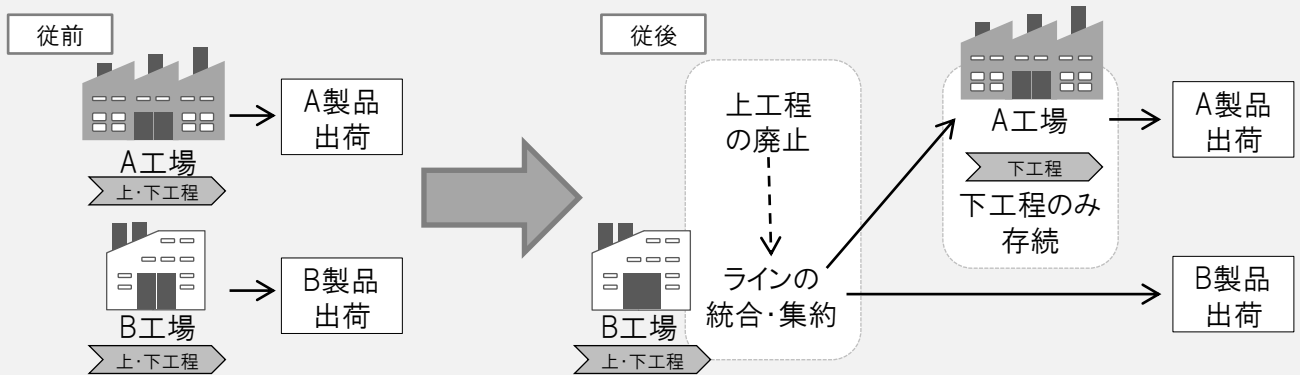 従前
A製品
出荷
A工場
上・下工程
B製品
出荷
B工場
上・下工程
従後
上工程
の廃止
ラインの
統合・集約
B工場
上・下工程
A工場
下工程
下工程のみ
存続
A製品
出荷
B製品
出荷